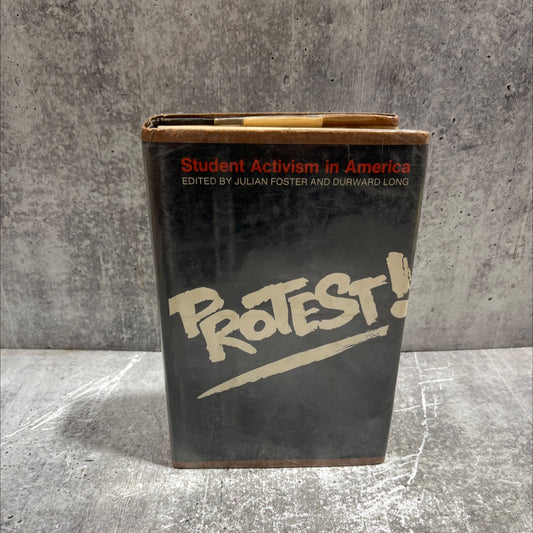 Student Activism in America
EDITED BY JULIAN FOSTER AND DURWARD LONG
PROTEST!